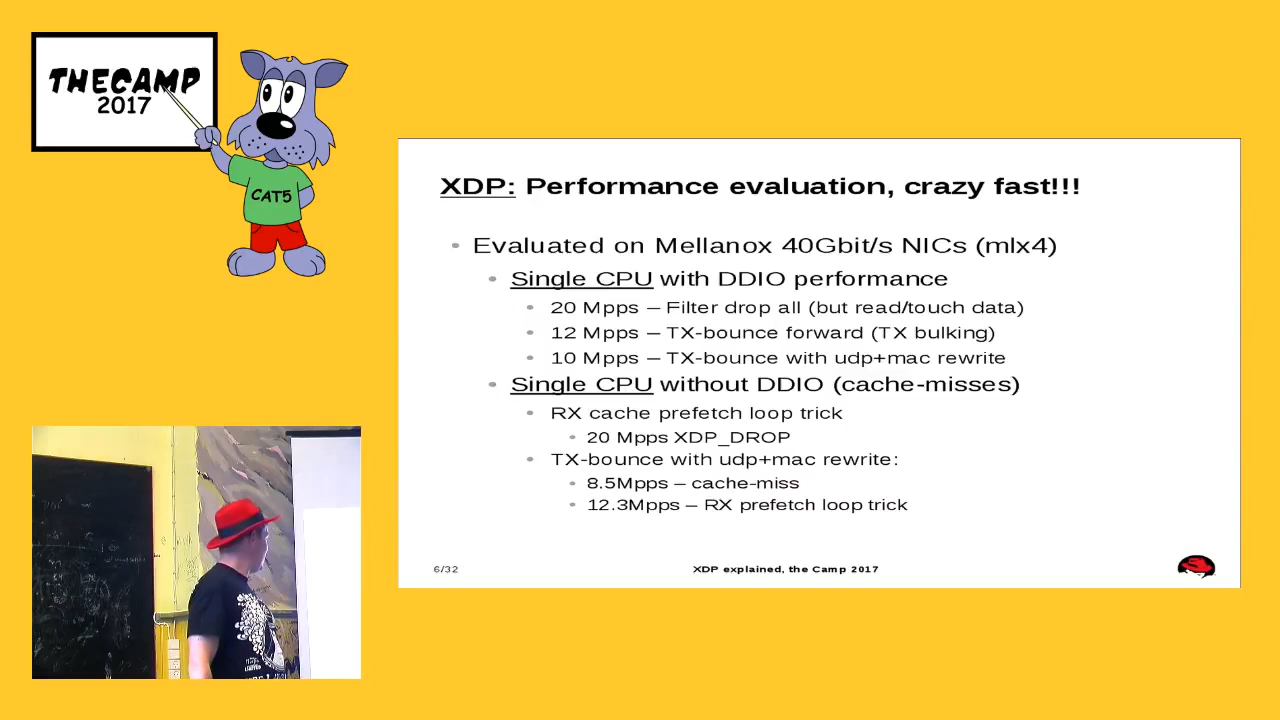 THECAMP
2017
CAT5
XDP: Performance evaluation, crazy fast!!!
• Evaluated on Mellanox 40Gbit/s NICs (mlx4)
• Single CPU with DDIO performance
• 20 Mpps – Filter drop all (but read/touch data)
• 12 Mpps – TX-bounce forward (TX bulking)
• 10 Mpps – TX-bounce with udp+mac rewrite
• Single CPU without DDIO (cache-misses)
• RX cache prefetch loop trick
• 20 Mpps XDP_DROP
• TX-bounce with udp+mac rewrite:
• 8.5Mpps – cache-miss
• 12.3Mpps – RX prefetch loop trick
6/32
XDP explained, the Camp 2017